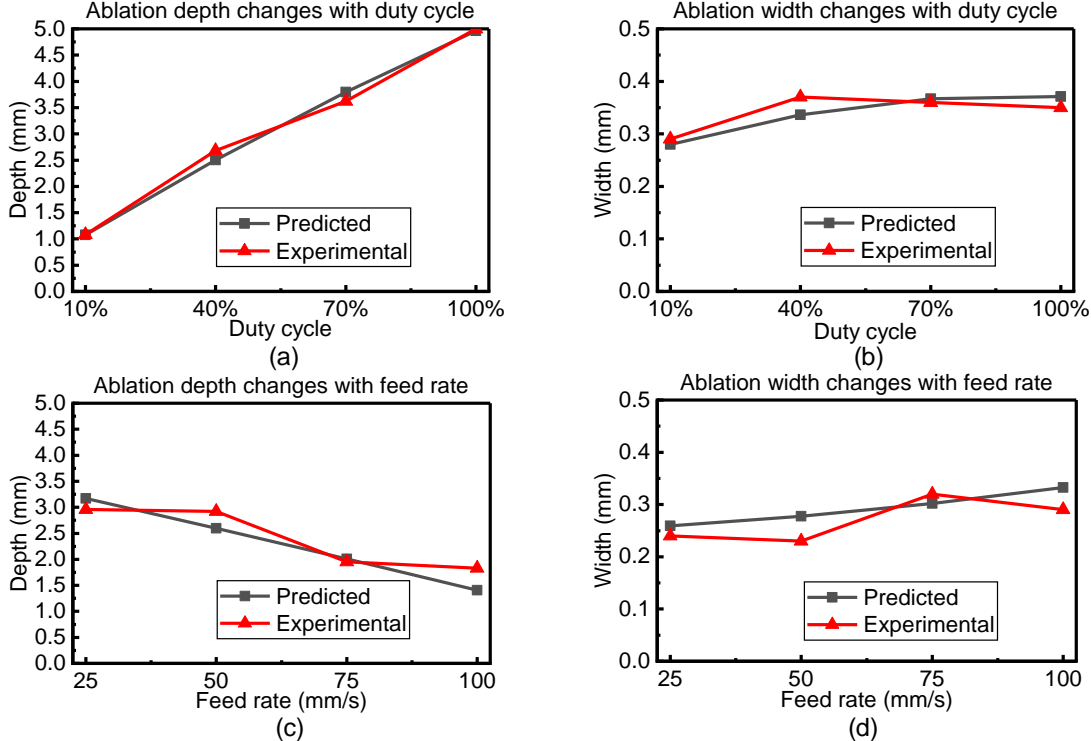 Ablation depth changes with duty cycle
5.0
4.5
4.0
3.5
3.0
2.5
2.0
1.5
1.0
0.5
0.0
Depth (mm)
Predicted
Experimental
10% 40% 70% 100%
Duty cycle
(a)
Ablation width changes with duty cycle
0.5
0.4
0.3
0.2
0.1
0.0
Width (mm)
Predicted
Experimental
10% 40% 70% 100%
Duty cycle
(b)
Ablation depth changes with feed rate
5.0
4.5
4.0
3.5
3.0
2.5
2.0
1.5
1.0
0.5
0.0
Depth (mm)
Predicted
Experimental
25 50 75 100
Feed rate (mm/s)
(c)
Ablation width changes with feed rate
0.5
0.4
0.3
0.2
0.1
0.0
Width (mm)
Predicted
Experimental
25 50 75 100
Feed rate (mm/s)
(d)